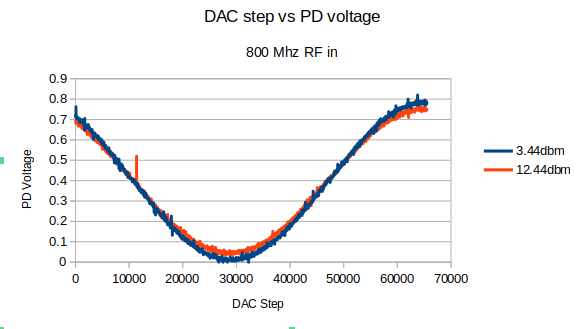 DAC step vs PD voltage
800 Mhz RF in
0.9
0.8
0.7
0.6
0.5
0.4
0.3
0.2
0.1
0
PD Voltage
0 10000 20000 30000 40000 50000 60000 70000
DAC Step
3.44dbm
12.44dbm